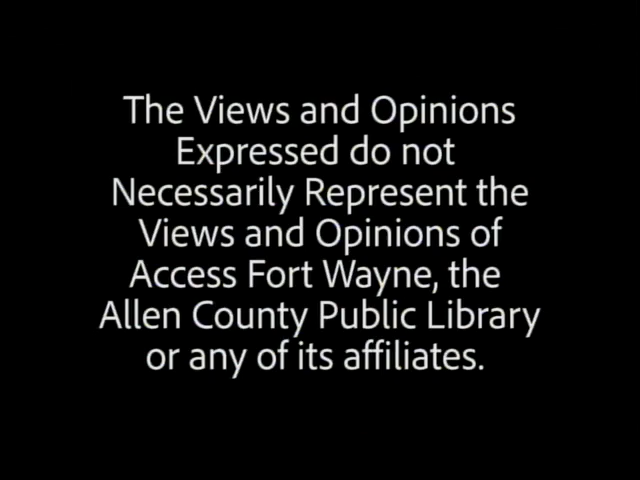 The Views and Opinions
Expressed do not
Necessarily Represent the
Views and Opinions of
Access Fort Wayne, the
Allen County Public Library
or any of its affiliates.